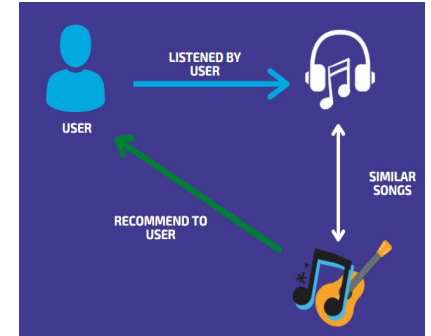 LISTENED BY
USER
USER
SIMILAR
SONGS
RECOMMEND TO
USER